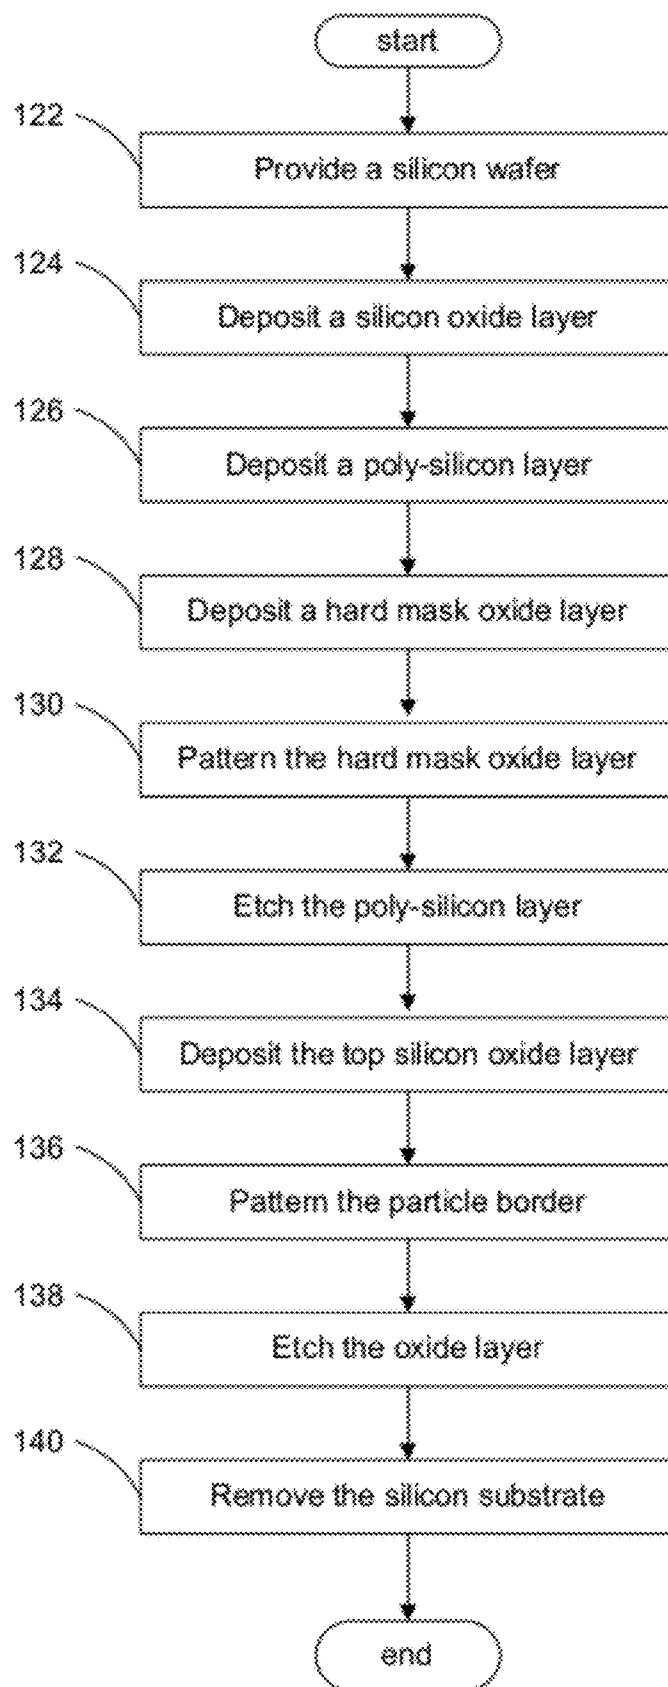 start
122
Provide a silicon wafer
124
Deposit a silicon oxide layer
126
Deposit a poly-silicon layer
128
Deposit a hard mask oxide layer
130
Pattern the hard mask oxide layer
132
Etch the poly-silicon layer
134
Deposit the top silicon oxide layer
136
Pattern the particle border
138
Etch the oxide layer
140
Remove the silicon substrate
end